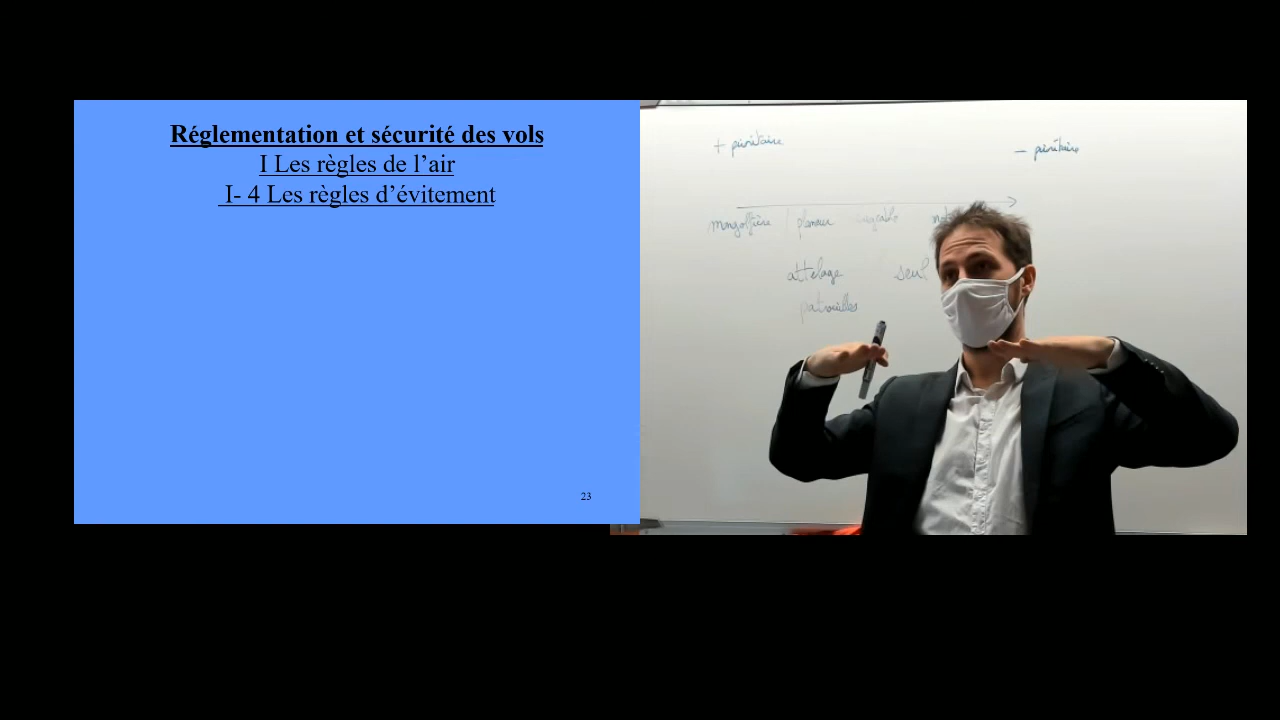 Réglementation et sécurité des vols
I Les règles de l’air
I- 4 Les règles d’évitement
23
+ prioritaire
- prioritaire
mongolfière / planeur
attelage seul
patrouilles